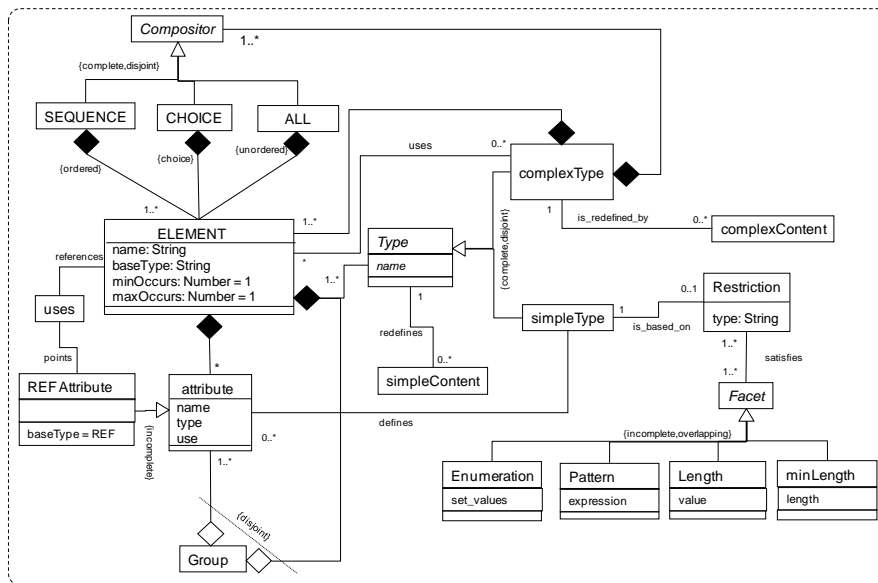 Compositor
1..*
{complete,disjoint}
SEQUENCE
CHOICE
ALL
{ordered}
{choice}
{unordered}
uses
0..*
complexType
1..*
1..*
1
is_redefined_by
0..*
complexContent
ELEMENT
name: String
baseType: String
minOccurs: Number = 1
maxOccurs: Number = 1
references
*
1..*
Type
name
{complete,disjoint}
1
redefines
0..*
simpleContent
simpleType
1
is_based_on
0..1
Restriction
type: String
1..*
satisfies
1..*
Facet
uses
points
*
REFAttribute
baseType = REF
attribute
name
type
use
{incomplete}
0..*
defines
1..*
{disjoint}
Group
{incomplete,overlapping}
Enumeration
set_values
Pattern
expression
Length
value
minLength
length